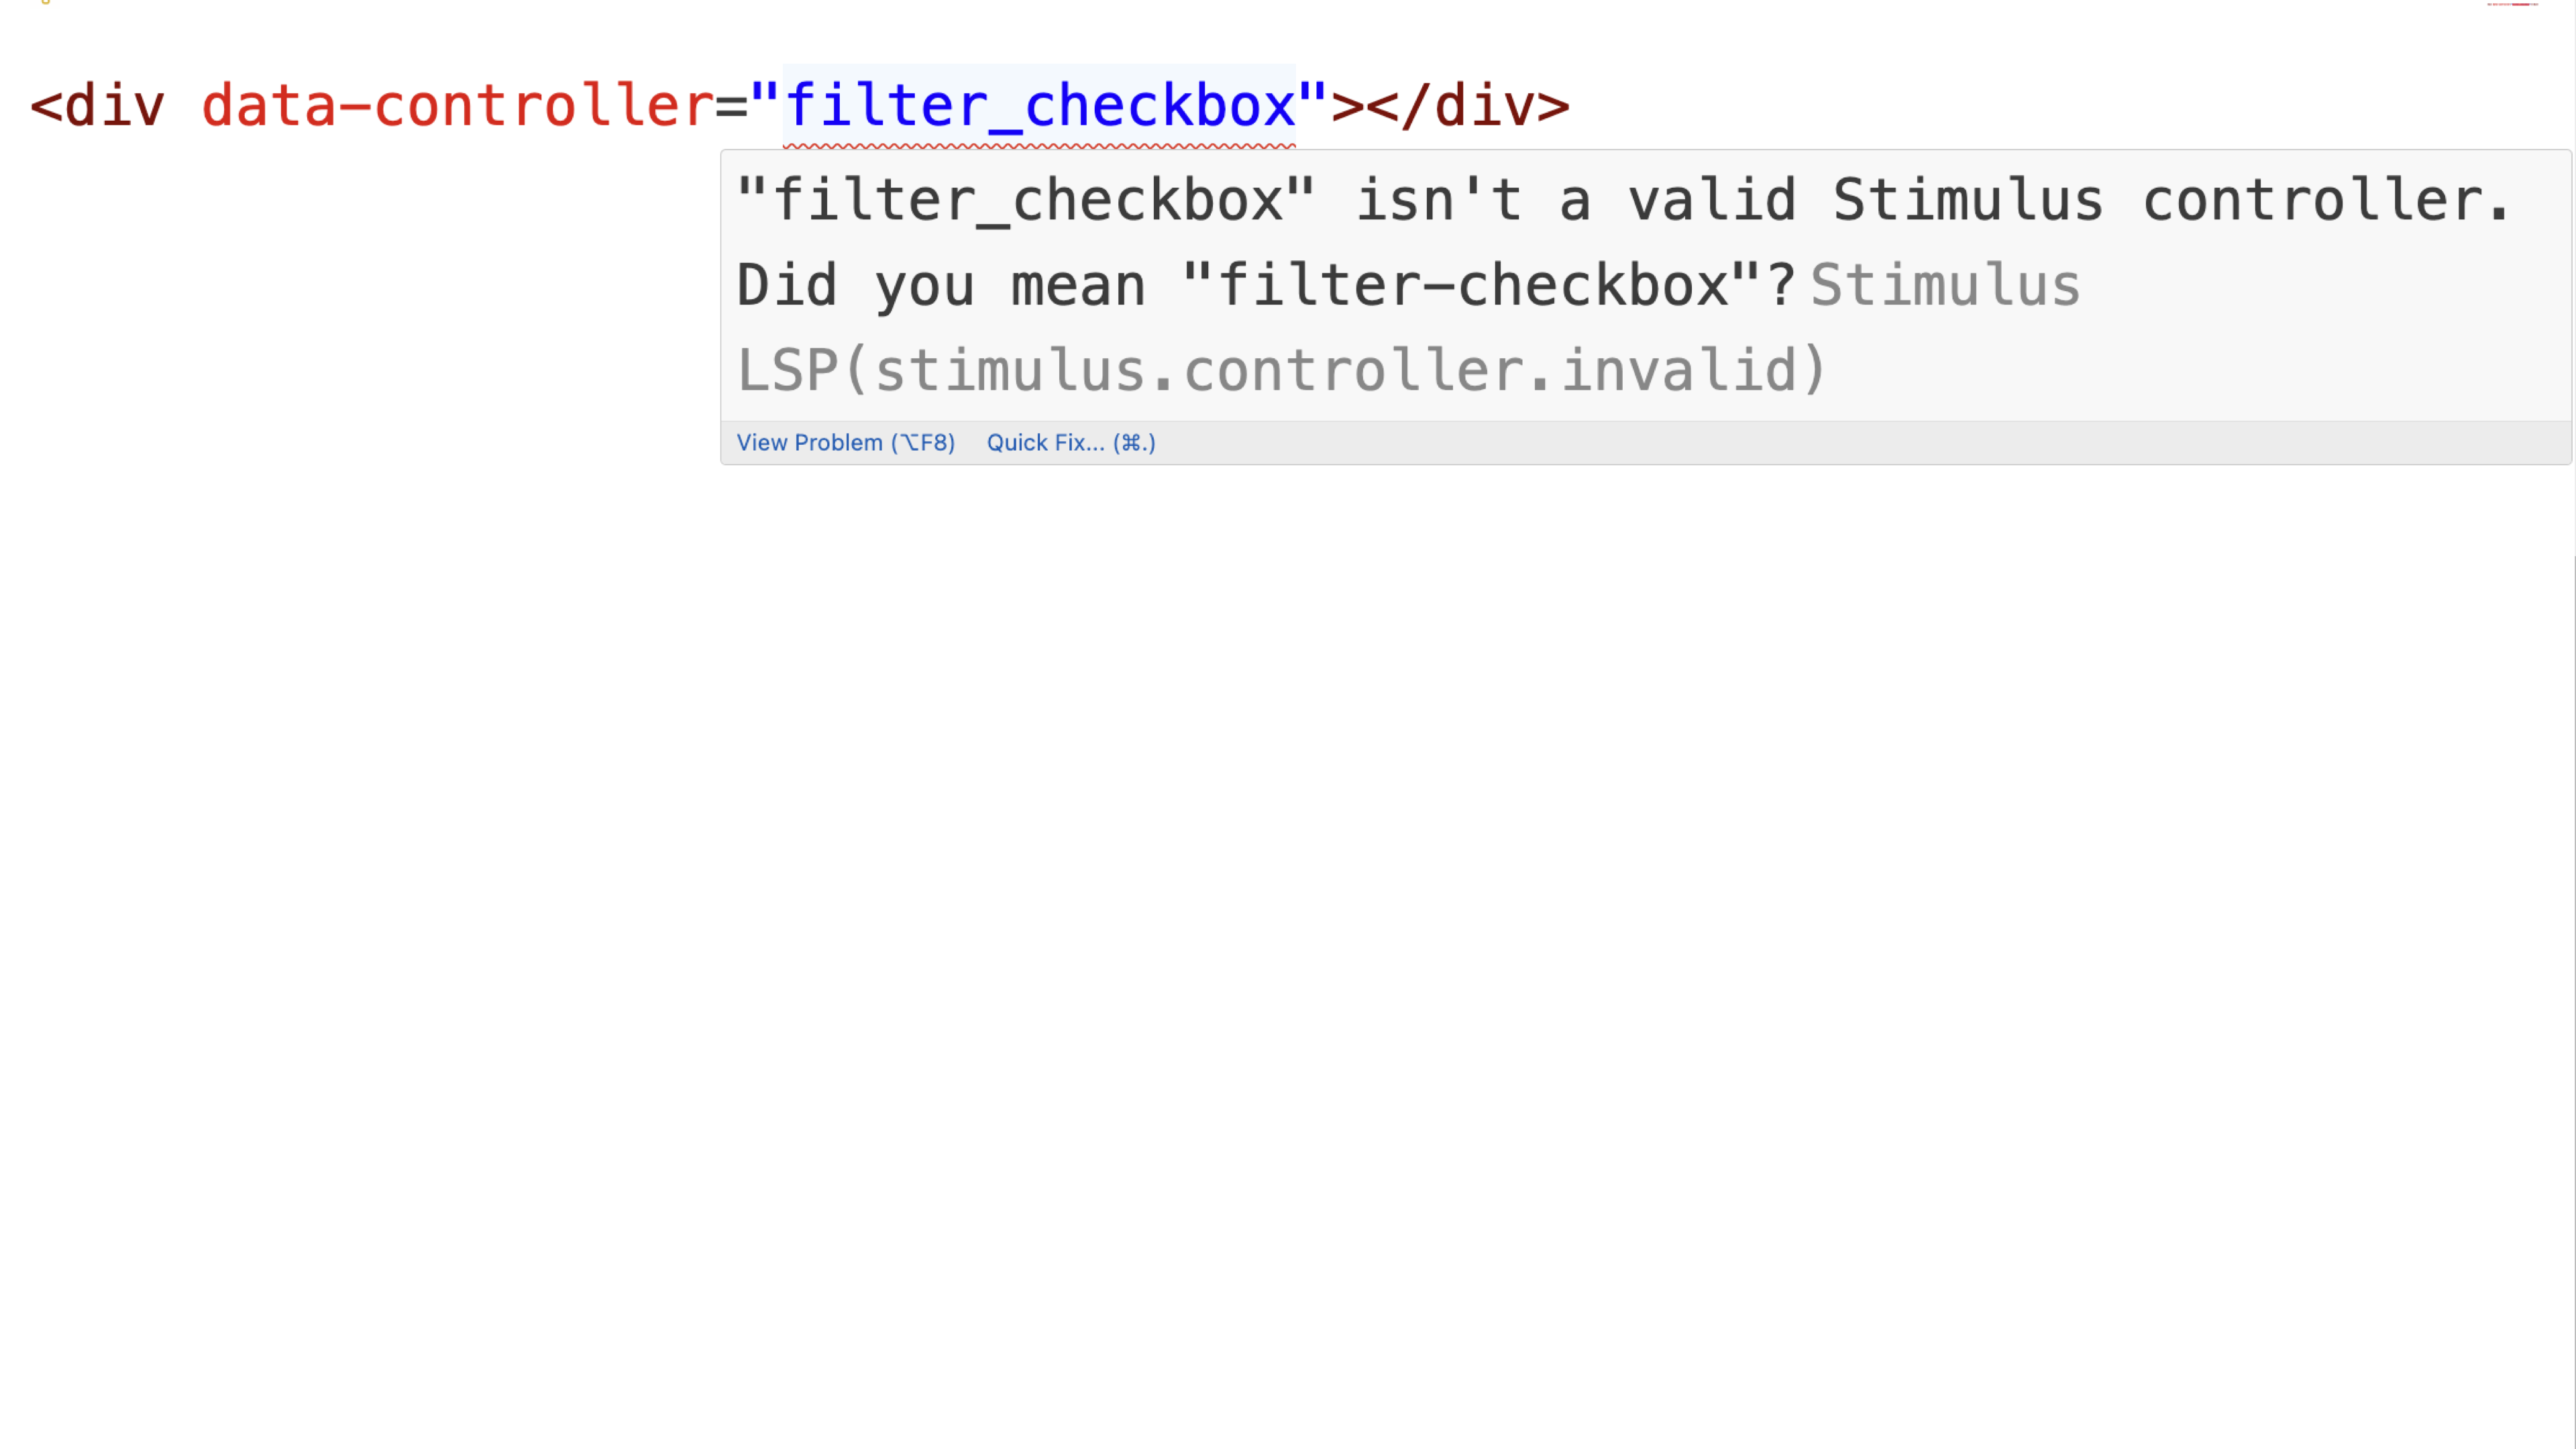 <div data-controller="filter_checkbox"></div>
"filter_checkbox" isn't a valid Stimulus controller.
Did you mean "filter-checkbox"? Stimulus
LSP(stimulus.controller.invalid)
View Problem (⌥F8) Quick Fix... (⌘.)